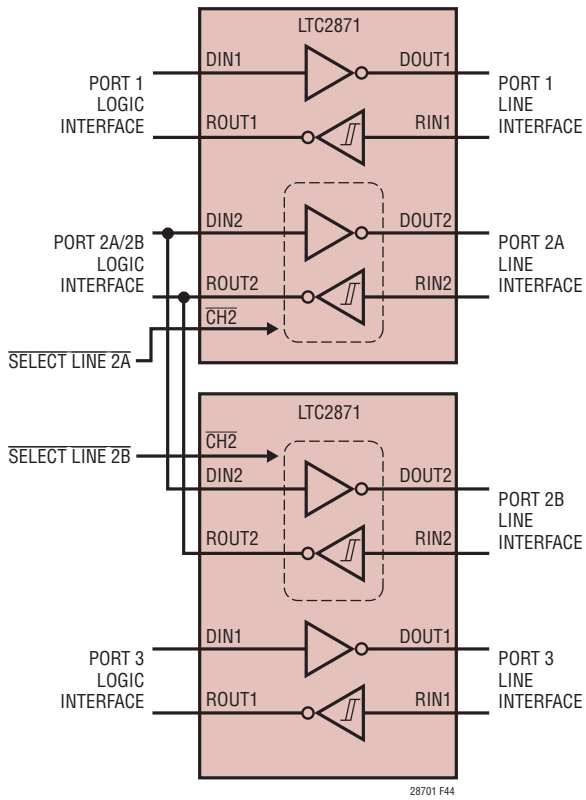 LTC2871
DIN1
DOUT1
PORT 1
LOGIC
INTERFACE
PORT 1
LINE
INTERFACE
ROUT1
RIN1
DIN2
DOUT2
PORT 2A/2B
LOGIC
INTERFACE
PORT 2A
LINE
INTERFACE
ROUT2
RIN2
CH2
SELECT LINE 2A
LTC2871
CH2
SELECT LINE 2B
DIN2
DOUT2
PORT 2B
LINE
INTERFACE
ROUT2
RIN2
DIN1
DOUT1
PORT 3
LOGIC
INTERFACE
PORT 3
LINE
INTERFACE
ROUT1
RIN1
28701 F44